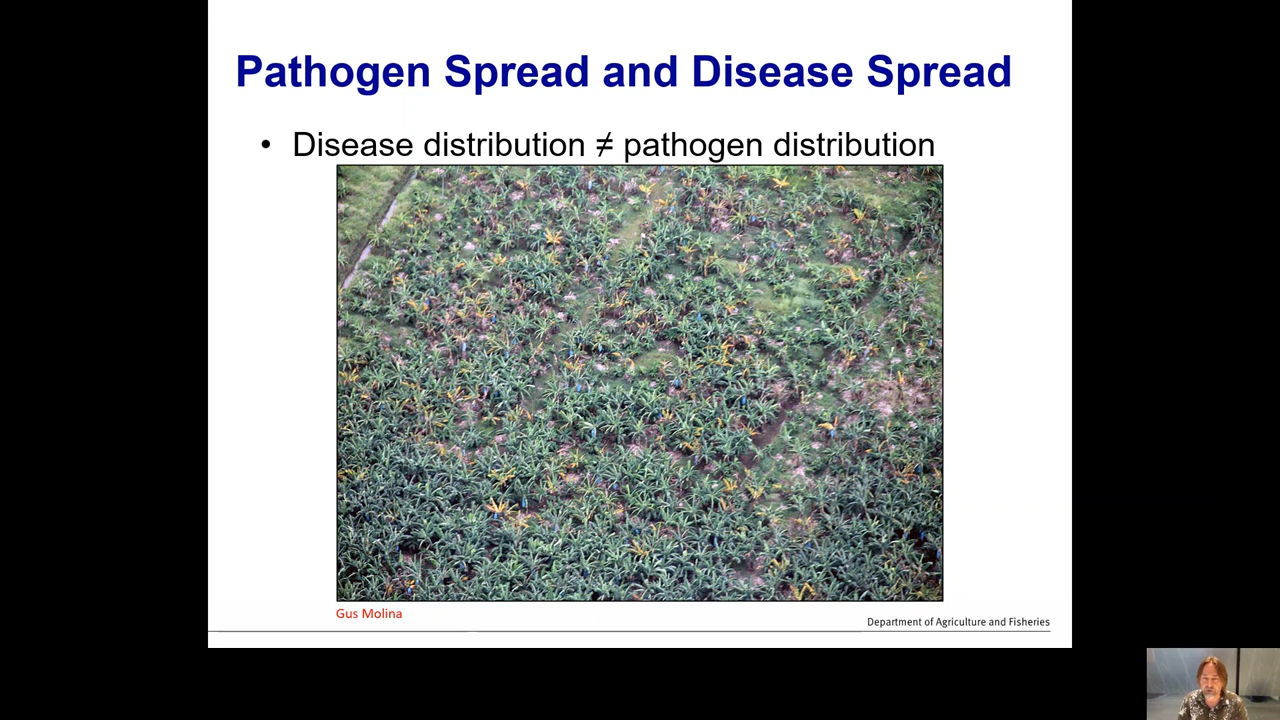 Pathogen Spread and Disease Spread
• Disease distribution ≠ pathogen distribution
Gus Molina
Department of Agriculture and Fisheries